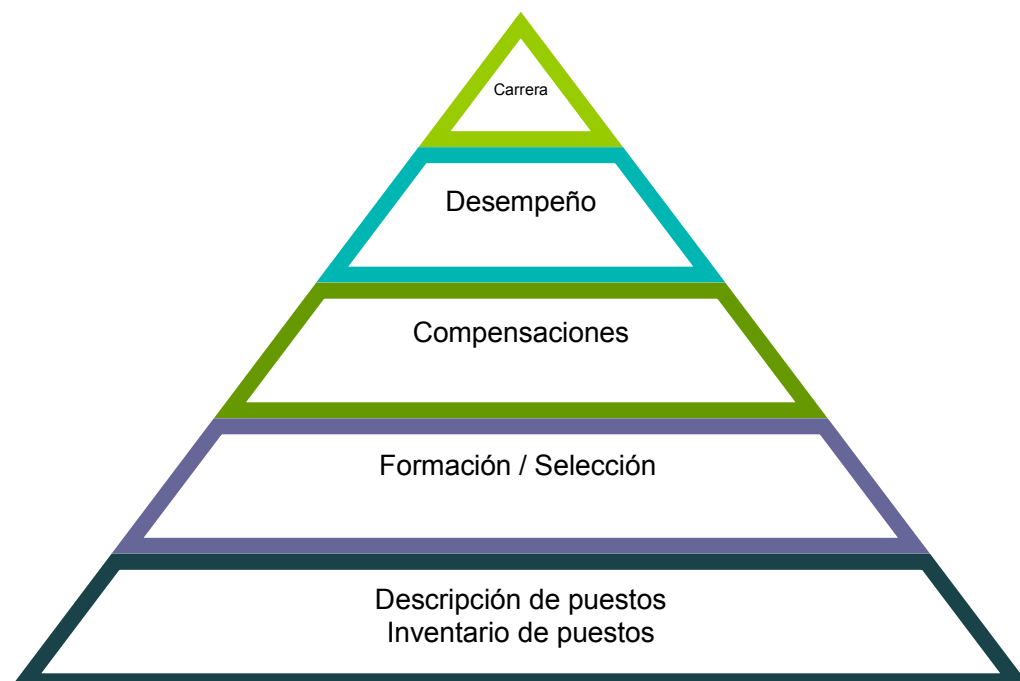 Carrera
Desempeño
Compensaciones
Formación / Selección
Descripción de puestos
Inventario de puestos